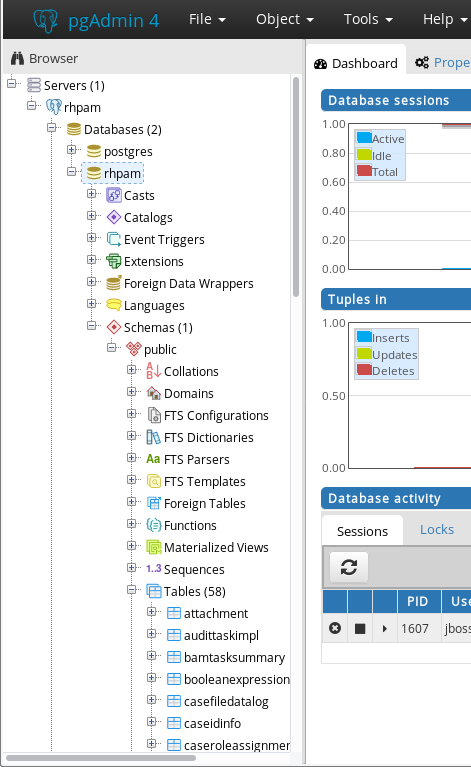 pgAdmin 4 File Object Tools Help
Browser
Servers (1)
rhpam
Databases (2)
postgres
rhpam
Casts
Catalogs
Event Triggers
Extensions
Foreign Data Wrappers
Languages
Schemas (1)
public
Collations
Domains
FTS Configurations
FTS Dictionaries
Aa FTS Parsers
FTS Templates
Foreign Tables
Functions
Materialized Views
1..3 Sequences
Tables (58)
attachment
audittaskimpl
bamtasksummary
booleanexpression
casefiledatalog
caseidinfo
caseroleassignmer
Dashboard Prope
Database sessions
1.00
0.80
0.60
0.40
0.20
0.00
Active
Idle
Total
Tuples in
1.00
0.50
0.00
Inserts
Updates
Deletes
Database activity
Sessions Locks
PID Use
1607 jboss